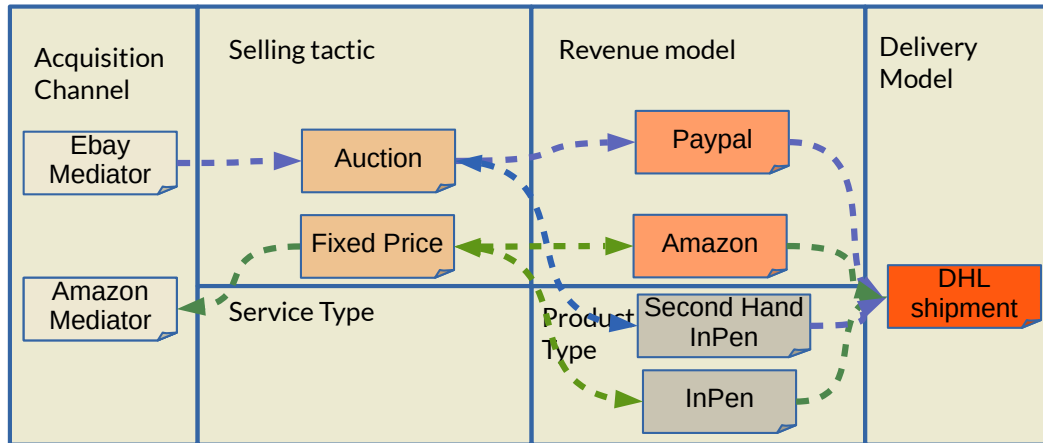 Acquisition
Channel
Selling tactic
Revenue model
Delivery
Model
Ebay
Mediator
Auction
Paypal
Fixed Price
Amazon
Amazon
Mediator
DHL
shipment
Service Type
Product
Type
Second Hand
InPen
InPen